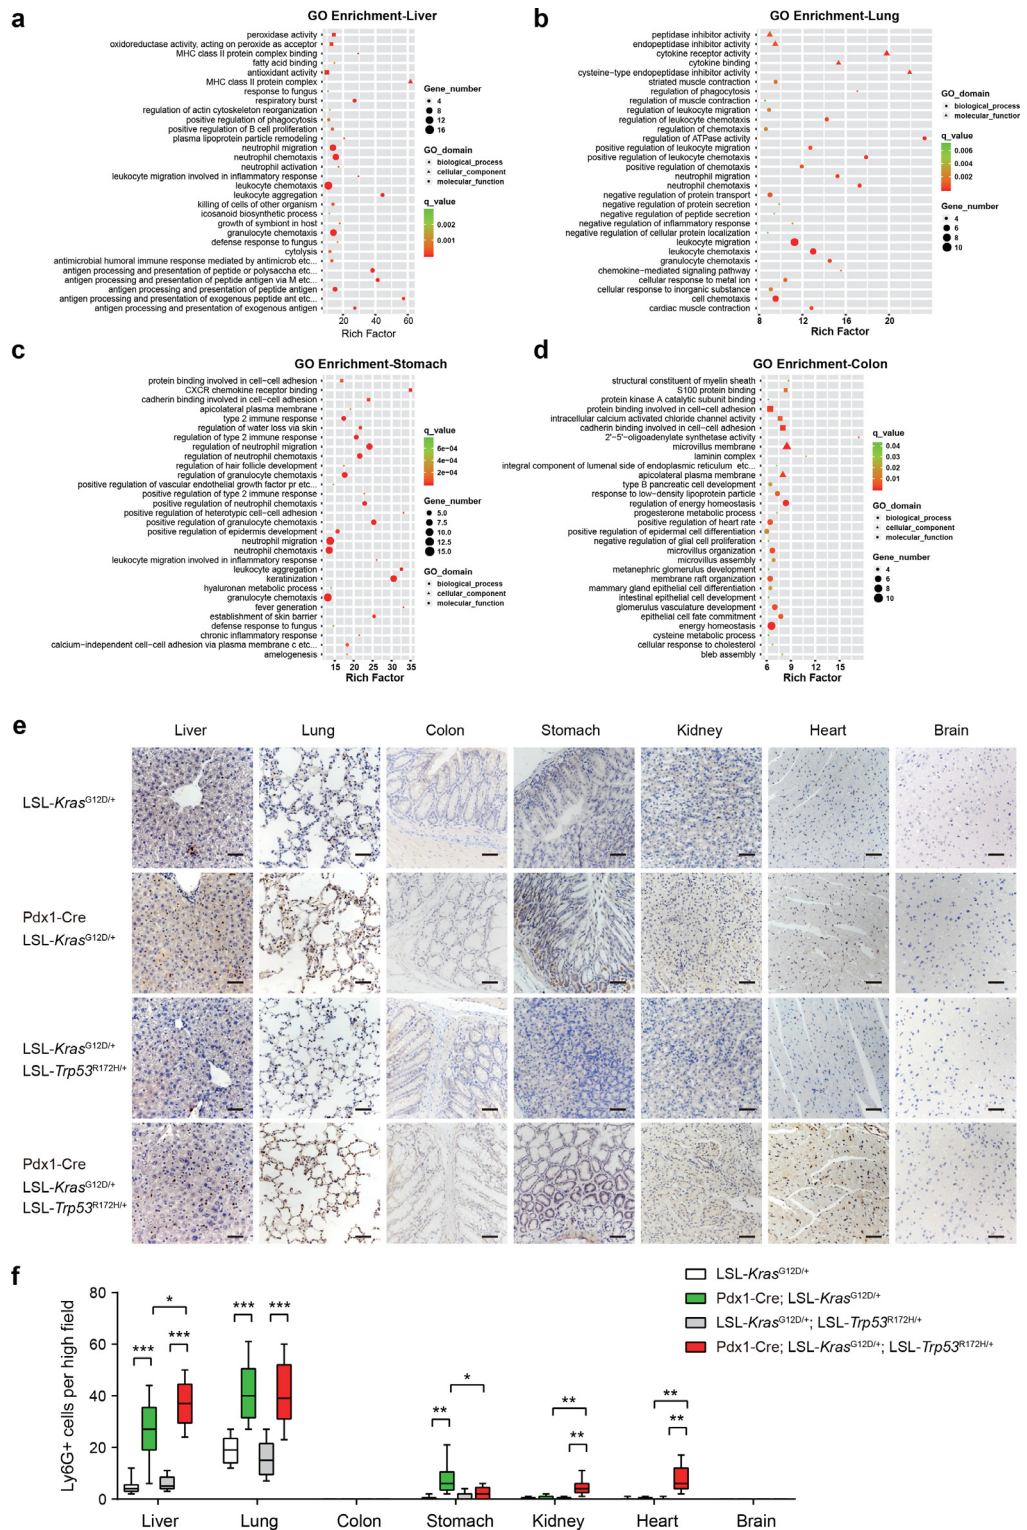 a
GO Enrichment-Liver
peroxidase activity
oxidoreductase activity, acting on peroxide as acceptor
MHC class II protein complex binding
fatty acid binding
antioxidant activity
MHC class II protein complex
response to fungus
respiratory burst
regulation of actin cytoskeleton reorganization
positive regulation of phagocytosis
positive regulation of B cell proliferation
plasma lipoprotein particle remodeling
neutrophil migration
neutrophil chemotaxis
neutrophil activation
leukocyte migration involved in inflammatory response
leukocyte chemotaxis
leukocyte aggregation
killing of cells of other organism
icosanoid biosynthetic process
growth of symbiont in host
granulocyte chemotaxis
defense response to fungus
cytolysis
antimicrobial humoral immune response mediated by antimicrob etc...
antigen processing and presentation of peptide or polysaccha etc...
antigen processing and presentation of peptide antigen via M etc...
antigen processing and presentation of peptide antigen
antigen processing and presentation of exogenous peptide ant etc...
antigen processing and presentation of exogenous antigen
20 40 60
Rich Factor
Gene_number
4
8
12
16
GO_domain
biological_process
cellular_component
molecular_function
q_value
0.002
0.001
b
GO Enrichment-Lung
peptidase inhibitor activity
endopeptidase inhibitor activity
cytokine receptor activity
cytokine binding
cysteine-type endopeptidase inhibitor activity
striated muscle contraction
regulation of phagocytosis
regulation of muscle contraction
regulation of leukocyte migration
regulation of leukocyte chemotaxis
regulation of chemotaxis
regulation of ATPase activity
positive regulation of leukocyte migration
positive regulation of leukocyte chemotaxis
positive regulation of chemotaxis
neutrophil migration
neutrophil chemotaxis
negative regulation of protein transport
negative regulation of protein secretion
negative regulation of peptide secretion
negative regulation of inflammatory response
negative regulation of cellular protein localization
leukocyte migration
leukocyte chemotaxis
granulocyte chemotaxis
chemokine-mediated signaling pathway
cellular response to metal ion
cellular response to inorganic substance
cell chemotaxis
cardiac muscle contraction
8 12 16 20
Rich Factor
GO_domain
biological_process
molecular_function
q_value
0.006
0.004
0.002
Gene_number
4
6
8
10
c
GO Enrichment-Stomach
protein binding involved in cell−cell adhesion
CXCR chemokine receptor binding
cadherin binding involved in cell−cell adhesion
apicolateral plasma membrane
type 2 immune response
regulation of water loss via skin
regulation of type 2 immune response
regulation of neutrophil migration
regulation of neutrophil chemotaxis
regulation of hair follicle development
regulation of granulocyte chemotaxis
positive regulation of vascular endothelial growth factor pr etc...
positive regulation of type 2 immune response
positive regulation of neutrophil chemotaxis
positive regulation of heterotypic cell−cell adhesion
positive regulation of granulocyte chemotaxis
positive regulation of epidermis development
neutrophil migration
neutrophil chemotaxis
leukocyte migration involved in inflammatory response
leukocyte aggregation
keratinization
hyaluronan metabolic process
granulocyte chemotaxis
fever generation
establishment of skin barrier
defense response to fungus
chronic inflammatory response
calcium−independent cell−cell adhesion via plasma membrane c etc...
amelogenesis
15 20 25 30 35
Rich Factor
q_value
6e−04
4e−04
2e−04
Gene_number
5.0
7.5
10.0
12.5
15.0
GO_domain
biological_process
cellular_component
molecular_function
d
GO Enrichment-Colon
structural constituent of myelin sheath
S100 protein binding
protein kinase A catalytic subunit binding
protein binding involved in cell−cell adhesion
intracellular calcium activated chloride channel activity
cadherin binding involved in cell−cell adhesion
2'−5'−oligoadenylate synthetase activity
microvillus membrane
laminin complex
integral component of lumenal side of endoplasmic reticulum etc...
apicolateral plasma membrane
type B pancreatic cell development
response to low−density lipoprotein particle
regulation of energy homeostasis
progesterone metabolic process
positive regulation of heart rate
positive regulation of epidermal cell differentiation
negative regulation of glial cell proliferation
microvillus organization
microvillus assembly
metanephric glomerulus development
membrane raft organization
mammary gland epithelial cell differentiation
intestinal epithelial cell development
glomerulus vasculature development
epithelial cell fate commitment
energy homeostasis
cysteine metabolic process
cellular response to cholesterol
bleb assembly
6 9 12 15
Rich Factor
q_value
0.04
0.03
0.02
0.01
GO_domain
biological_process
cellular_component
molecular_function
Gene_number
4
6
8
10
e
Liver Lung Colon Stomach Kidney Heart Brain
LSL-KrasG12D/+
Pdx1-Cre
LSL-KrasG12D/+
LSL-KrasG12D/+
LSL-Trp53R172H/+
Pdx1-Cre
LSL-KrasG12D/+
LSL-Trp53R172H/+
f
LSL-KrasG12D/+
Pdx1-Cre; LSL-KrasG12D/+
LSL-KrasG12D/+; LSL-Trp53R172H/+
Pdx1-Cre; LSL-KrasG12D/+; LSL-Trp53R172H/+
Ly6G+ cells per high field
80
60
40
20
0
* *** *** *** *** * ** ** ** ** **
Liver Lung Colon Stomach Kidney Heart Brain